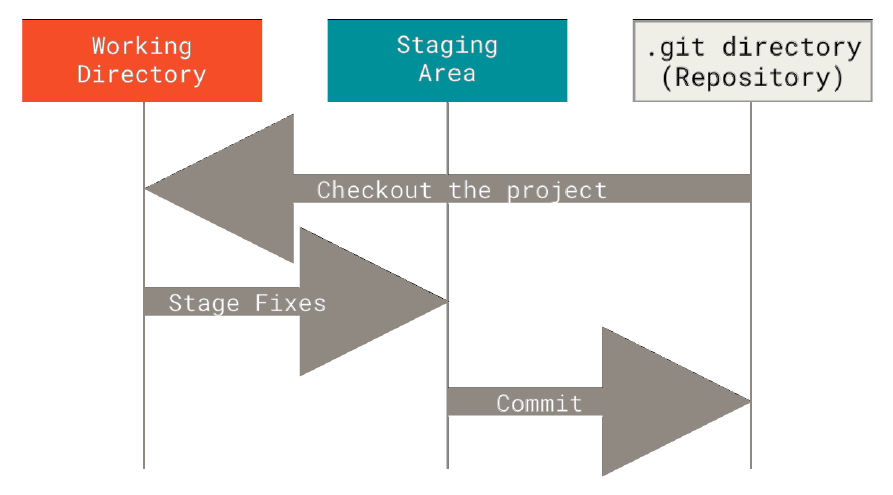 Working
Directory
Staging
Area
.git directory
(Repository)
Checkout the project
Stage Fixes
Commit